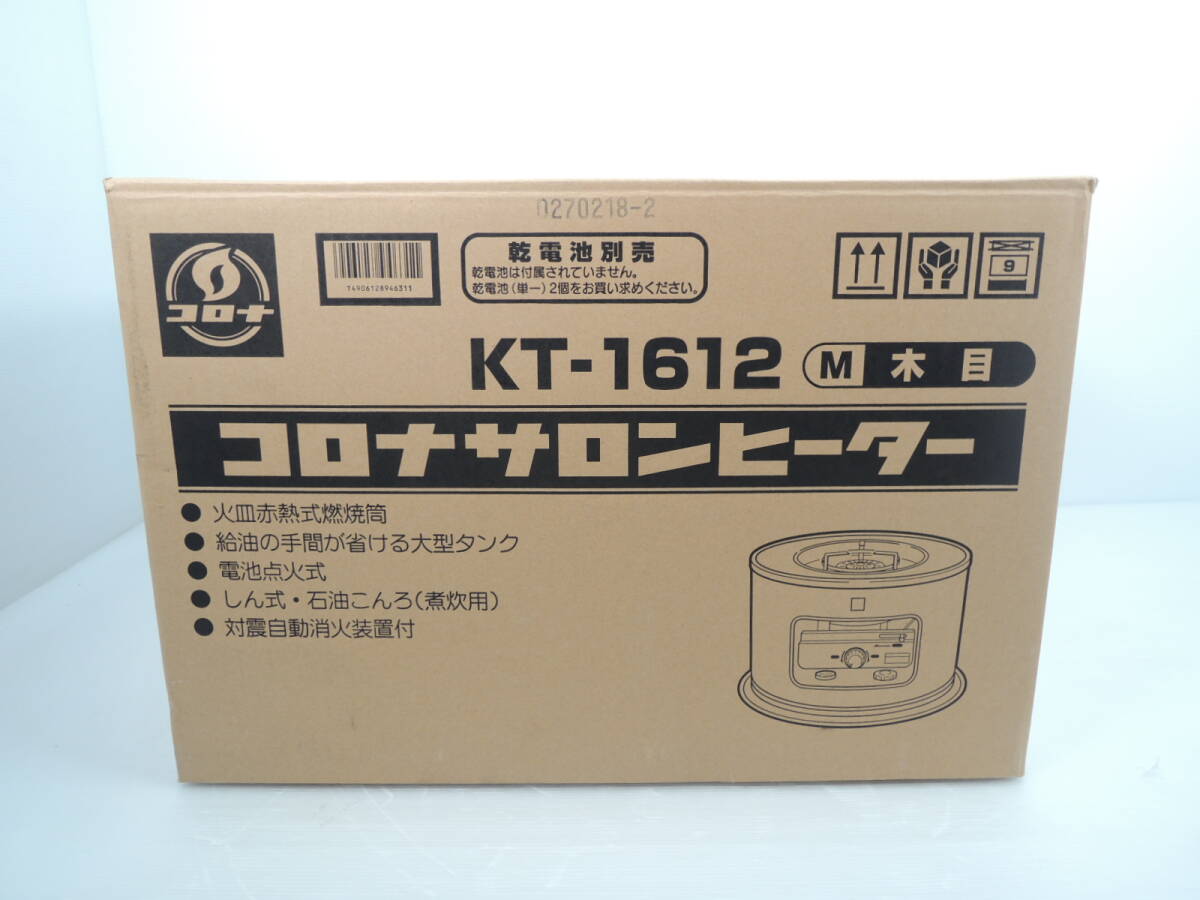 0270218-2
コロナ
T4906128946311
乾電池別売
乾電池は付属されていません。
乾電池(単一)2個をお買い求めください。
9
KT-1612 M 木目
コロナサロンヒーター
● 火皿赤熱式燃焼筒
● 給油の手間が省ける大型タンク
● 電池点火式
● しん式・石油こんろ(煮炊用)
● 対震自動消火装置付